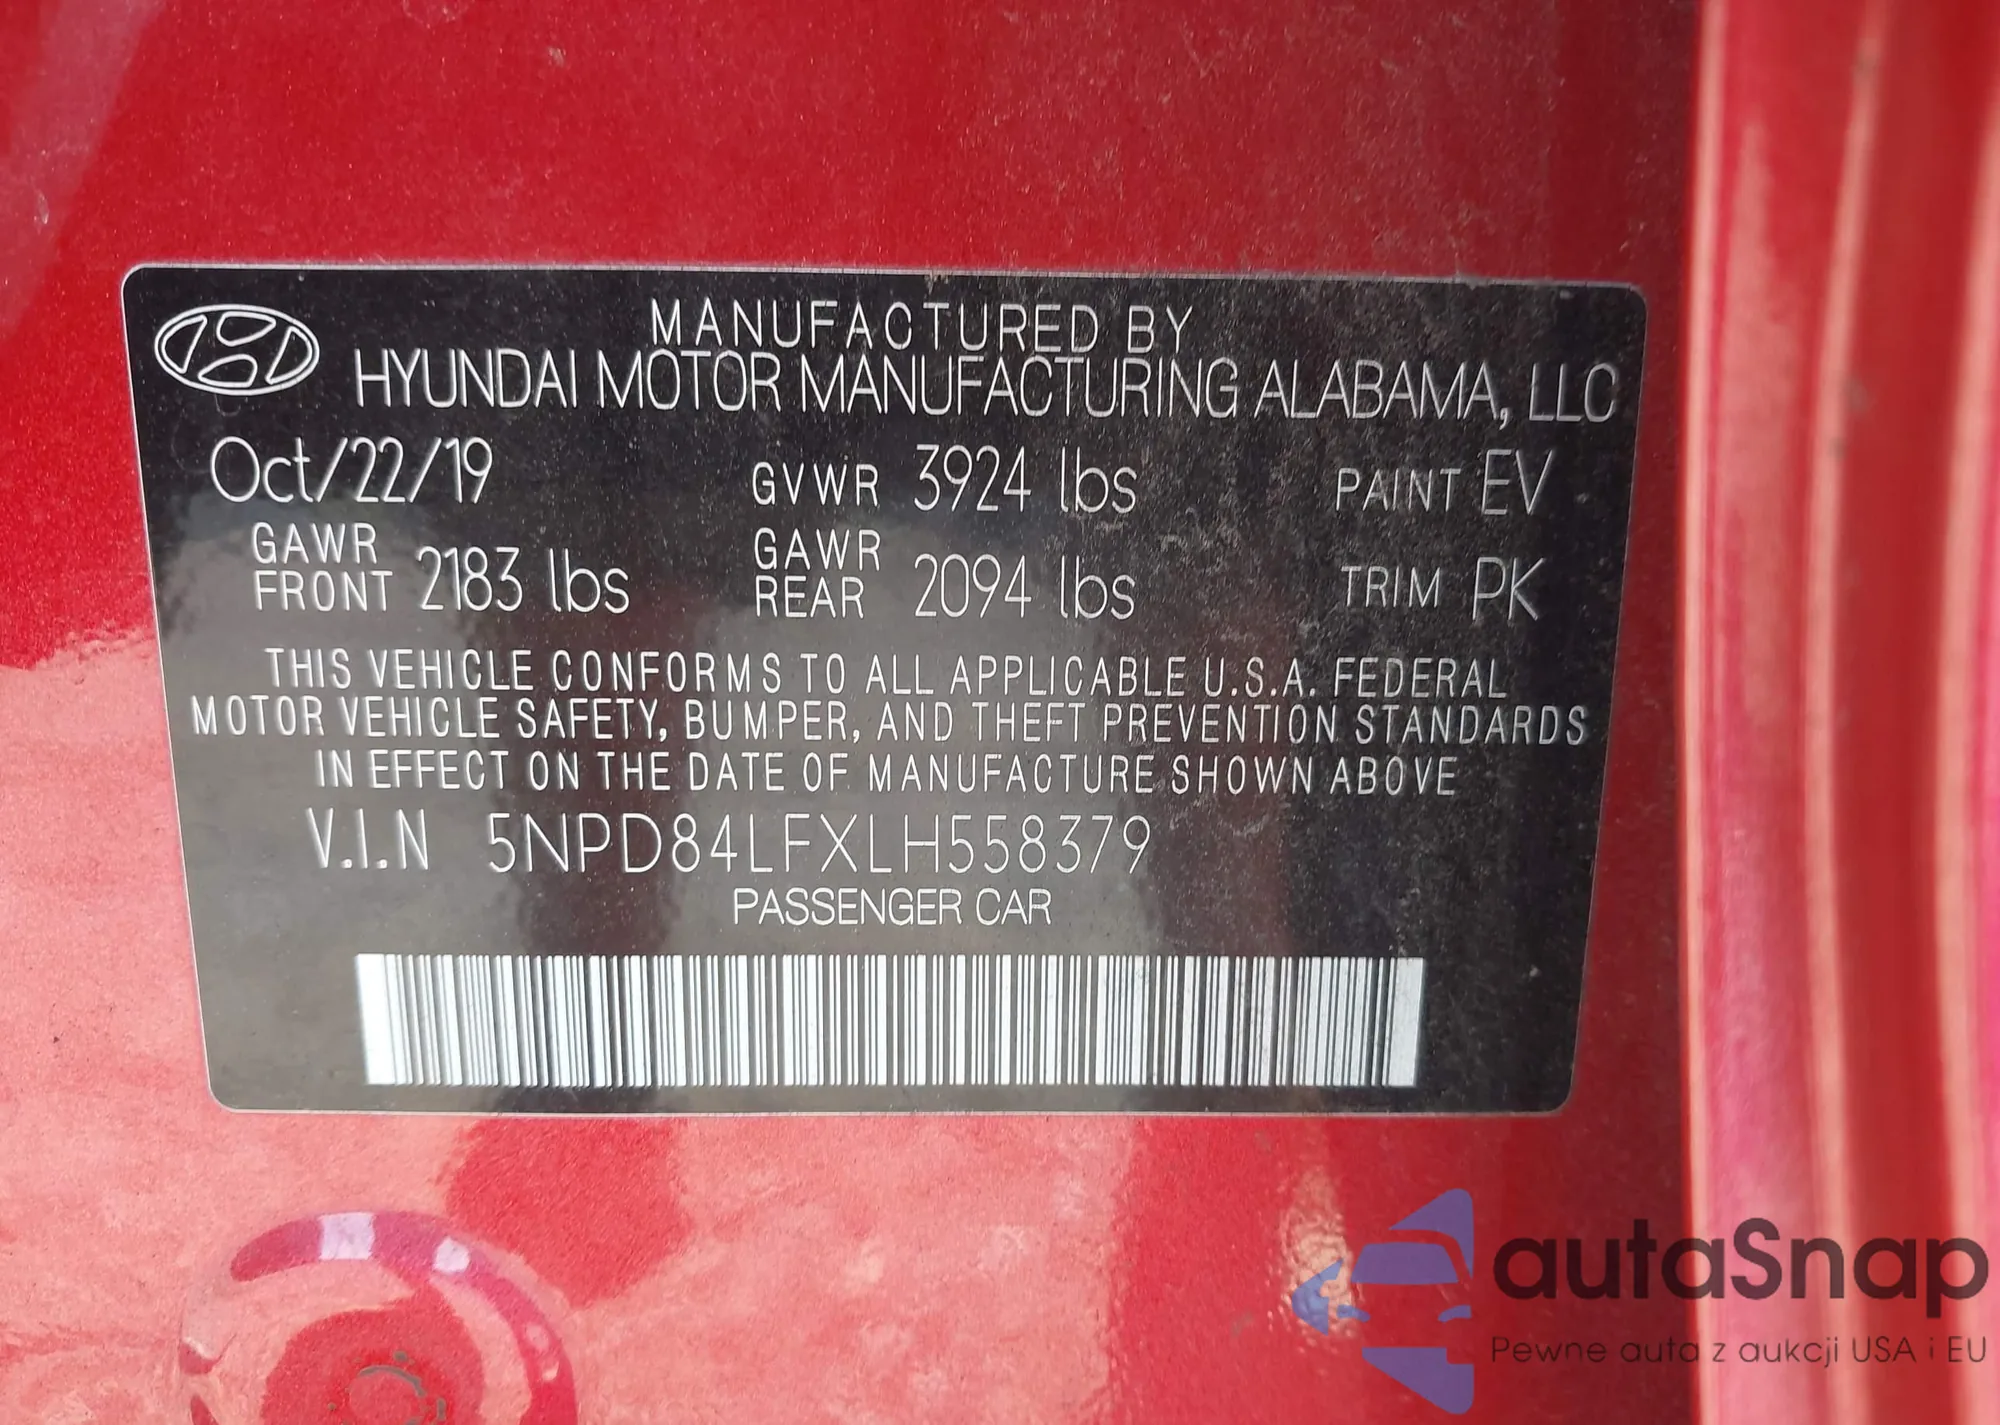 MANUFACTURED BY
HYUNDAI MOTOR MANUFACTURING ALABAMA, LLC
Oct/22/19 GVWR 3924 lbs PAINT EV
GAWR FRONT 2183 lbs GAWR REAR 2094 lbs TRIM PK
THIS VEHICLE CONFORMS TO ALL APPLICABLE U.S.A. FEDERAL
MOTOR VEHICLE SAFETY, BUMPER, AND THEFT PREVENTION STANDARDS
IN EFFECT ON THE DATE OF MANUFACTURE SHOWN ABOVE
V.I.N 5NPD84LFXLH558379
PASSENGER CAR
autaSnap
Pewne auta z aukcji USA i EU